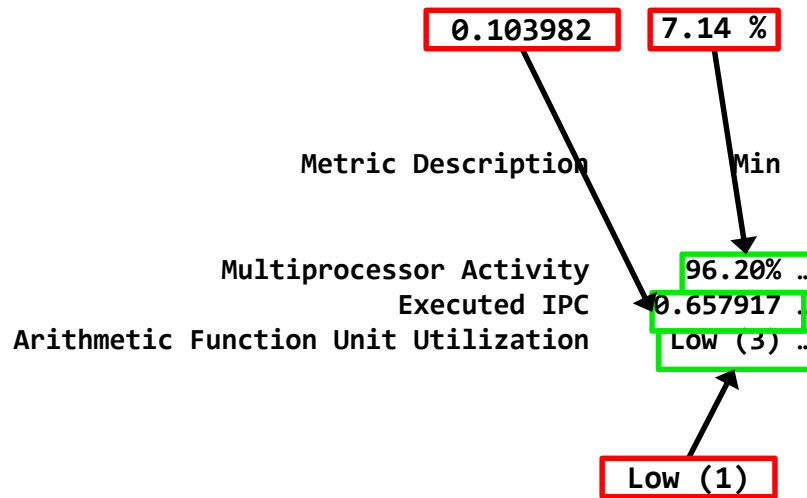 0.103982 7.14 %
Metric Description Min
Multiprocessor Activity 96.20% …
Executed IPC 0.657917 …
Arithmetic Function Unit Utilization Low (3) …
Low (1)